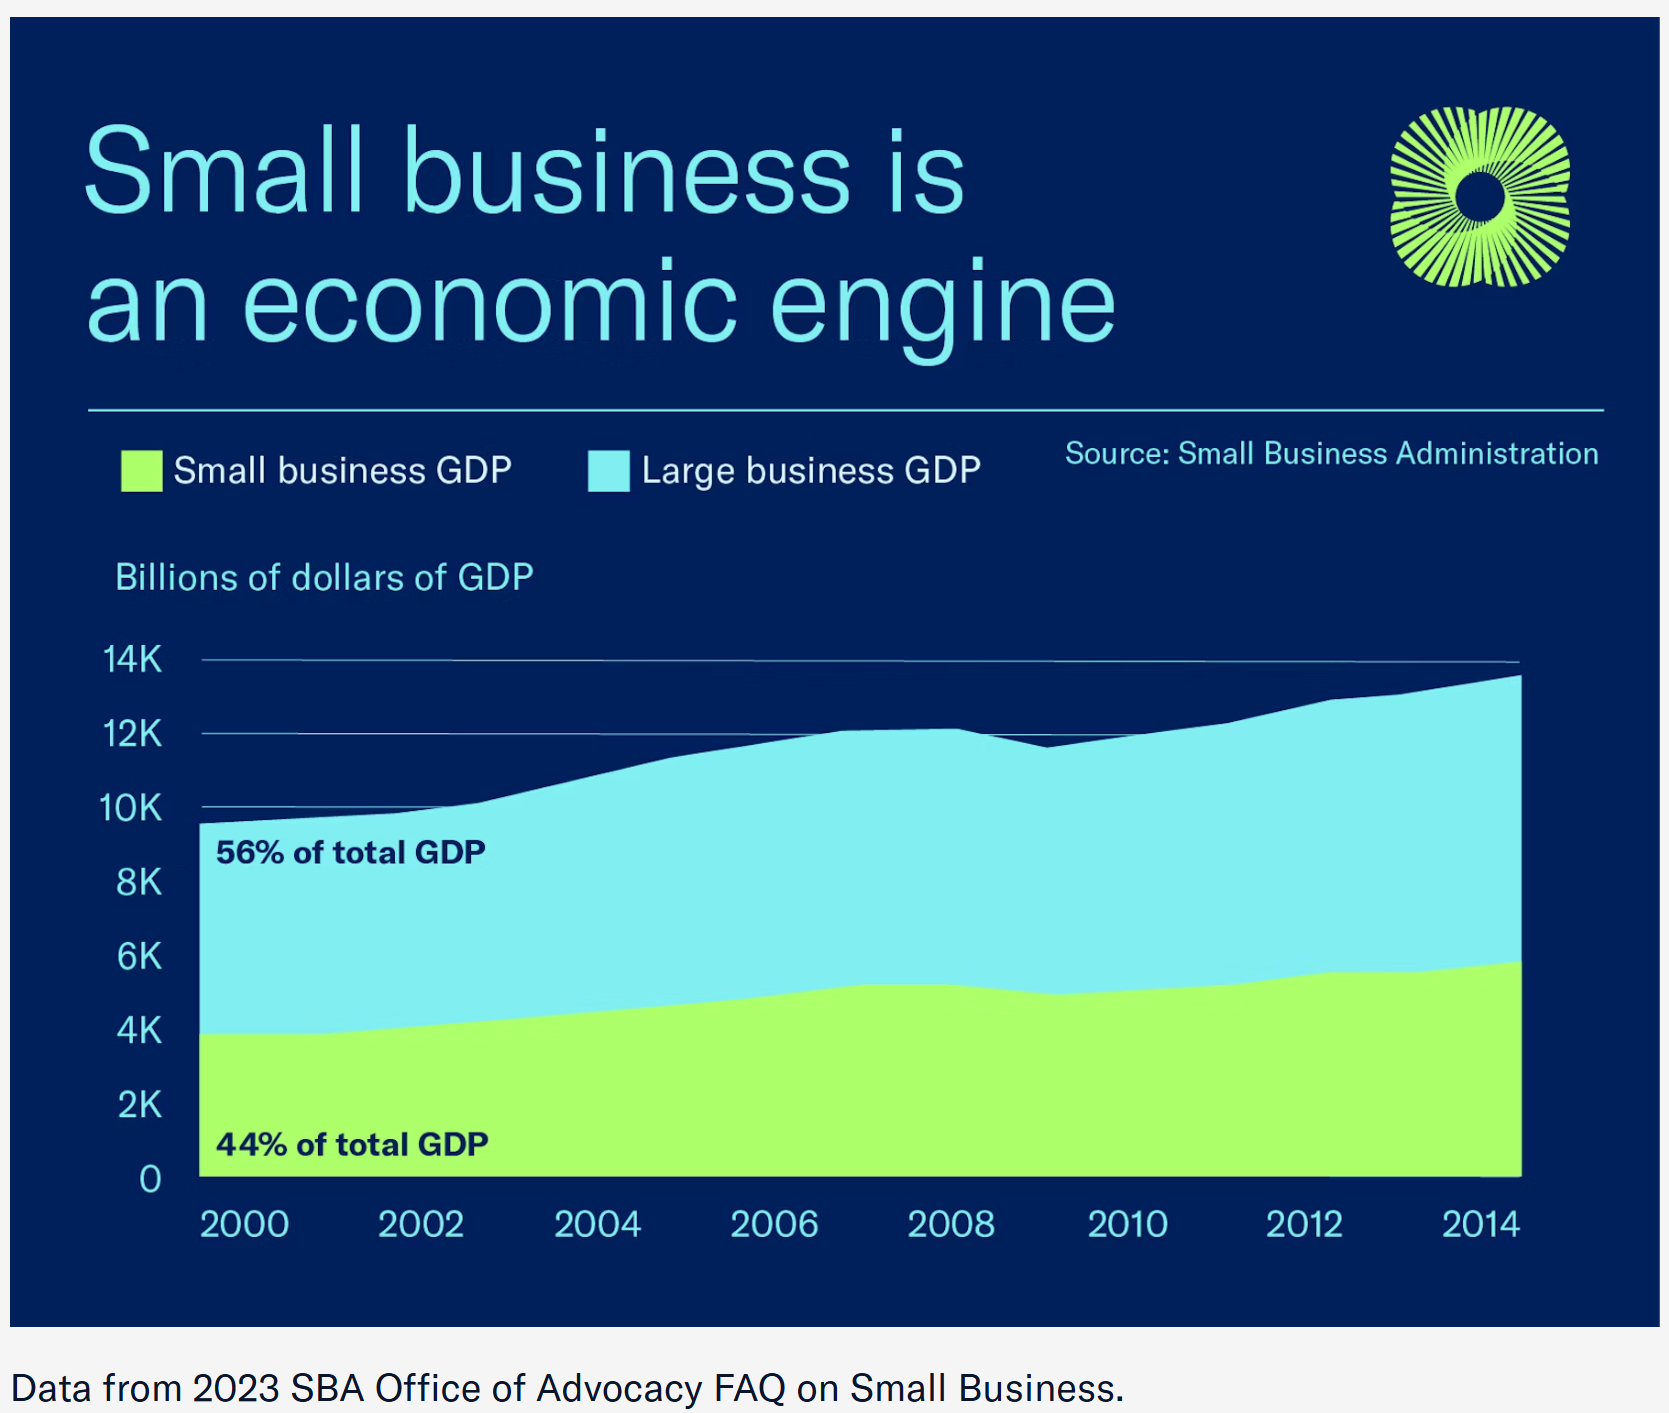 Small business is
an economic engine
Small business GDP
Large business GDP
Source: Small Business Administration
Billions of dollars of GDP
14K
12K
10K
56% of total GDP
8K
6K
4K
2K
44% of total GDP
0
2000 2002 2004 2006 2008 2010 2012 2014
Data from 2023 SBA Office of Advocacy FAQ on Small Business.